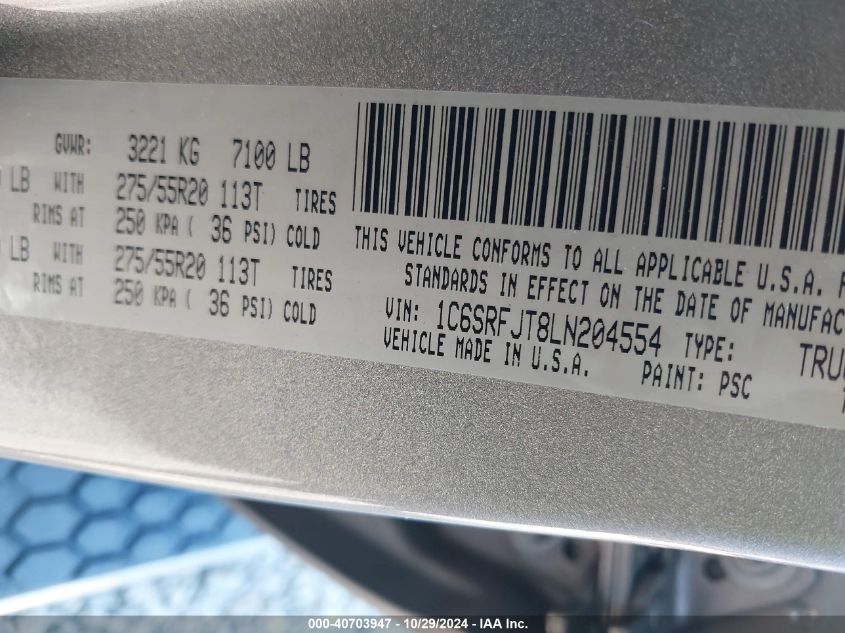 GVWR: 3221 KG 7100 LB
LB WITH 275/55R20 113T TIRES
RIMS AT 250 KPA ( 36 PSI) COLD
LB WITH 275/55R20 113T TIRES
RIMS AT 250 KPA ( 36 PSI) COLD
THIS VEHICLE CONFORMS TO ALL APPLICABLE U.S.A. F
STANDARDS IN EFFECT ON THE DATE OF MANUFAC
VIN: 1C6SRFJT8LN204554 TYPE: TRU
VEHICLE MADE IN U.S.A. PAINT: PSC
000-40703947 - 10/29/2024 - IAA Inc.